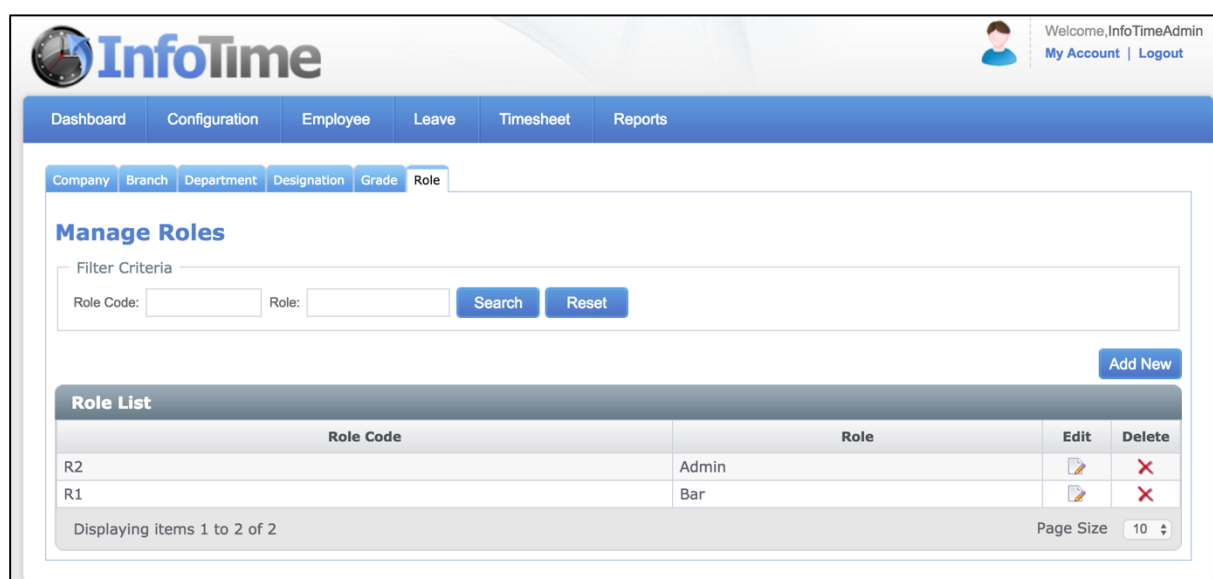 InfoTime
Welcome,InfoTimeAdmin
My Account | Logout
Dashboard Configuration Employee Leave Timesheet Reports
Company Branch Department Designation Grade Role
Manage Roles
Filter Criteria
Role Code: Role: Search Reset
Add New
Role List
Role Code Role Edit Delete
R2 Admin
R1 Bar
Displaying items 1 to 2 of 2 Page Size 10